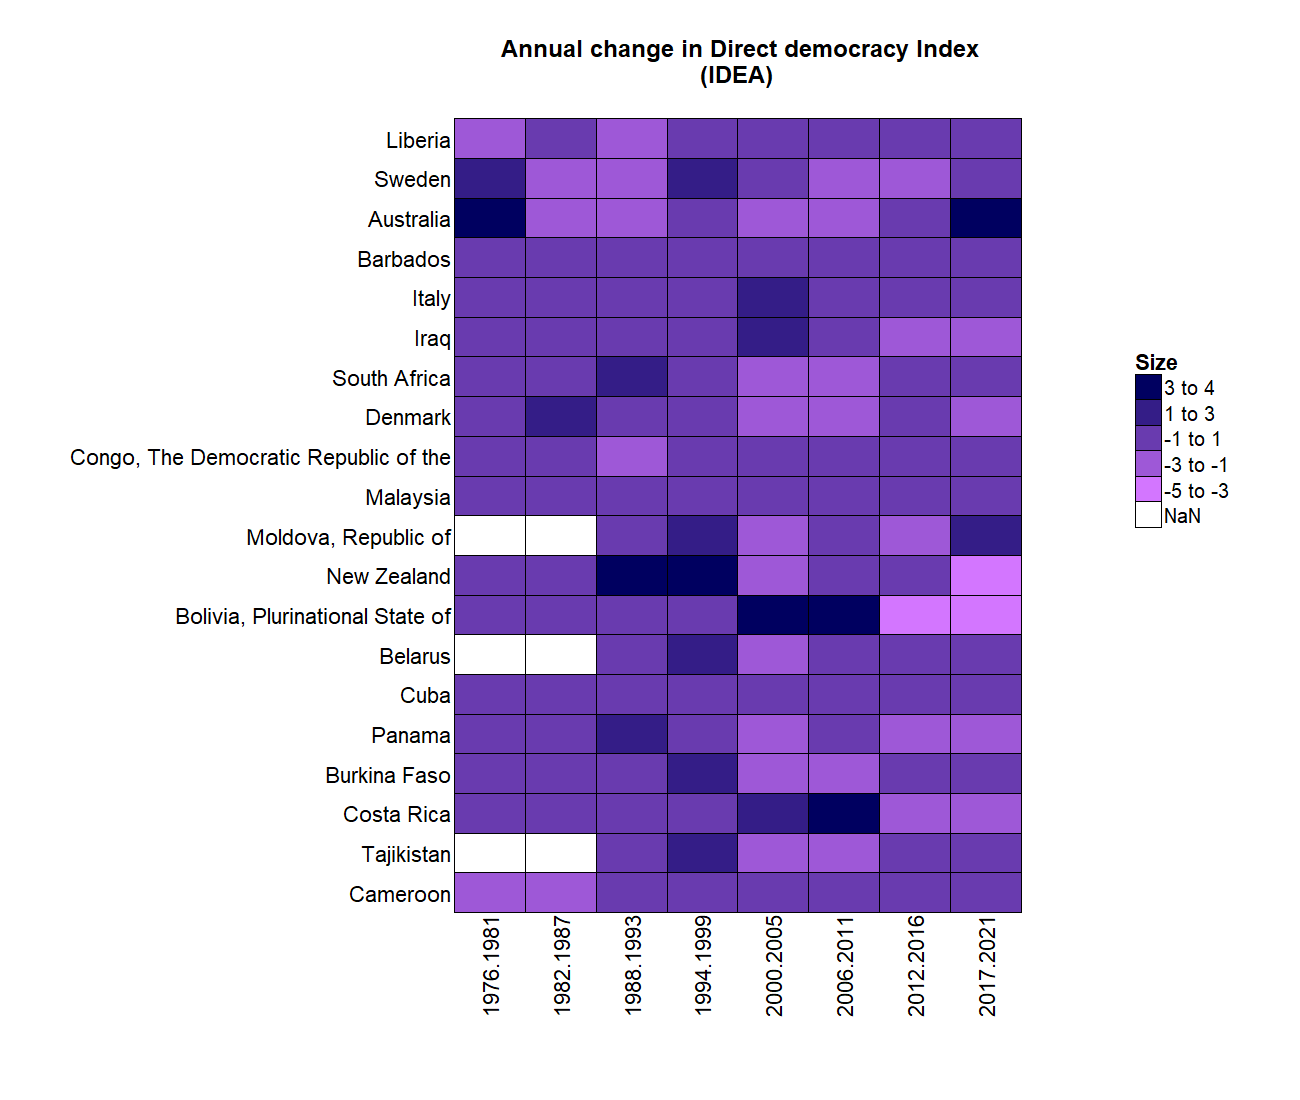 Annual change in Direct democracy Index
(IDEA)
Liberia
Sweden
Australia
Barbados
Italy
Iraq
South Africa
Denmark
Congo, The Democratic Republic of the
Malaysia
Moldova, Republic of
New Zealand
Bolivia, Plurinational State of
Belarus
Cuba
Panama
Burkina Faso
Costa Rica
Tajikistan
Cameroon
1976.1981
1982.1987
1988.1993
1994.1999
2000.2005
2006.2011
2012.2016
2017.2021
Size
3 to 4
1 to 3
-1 to 1
-3 to -1
-5 to -3
NaN